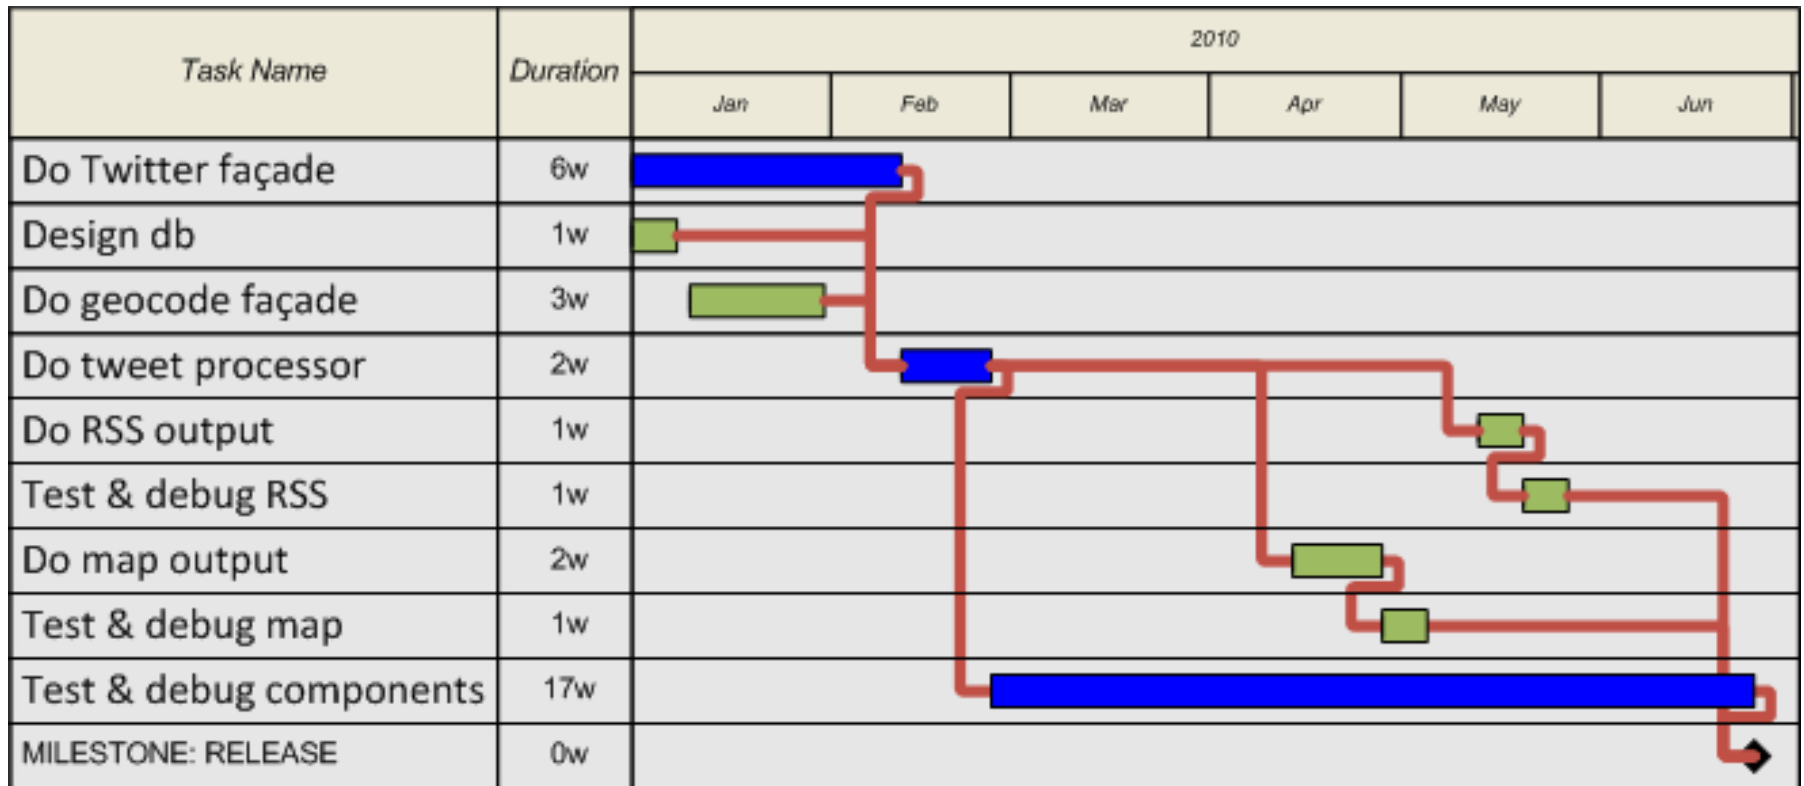 Task Name Duration 2010
Jan Feb Mar Apr May Jun
Do Twitter façade 6w
Design db 1w
Do geocode façade 3w
Do tweet processor 2w
Do RSS output 1w
Test & debug RSS 1w
Do map output 2w
Test & debug map 1w
Test & debug components 17w
MILESTONE: RELEASE 0w